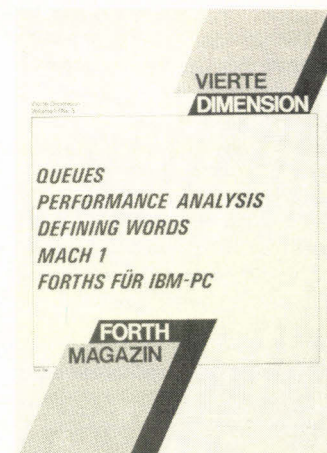 VIERTE
DIMENSION
QUEUES
PERFORMANCE ANALYSIS
DEFINING WORDS
MACH 1
FORTHS FÜR IBM-PC
FORTH
MAGAZIN